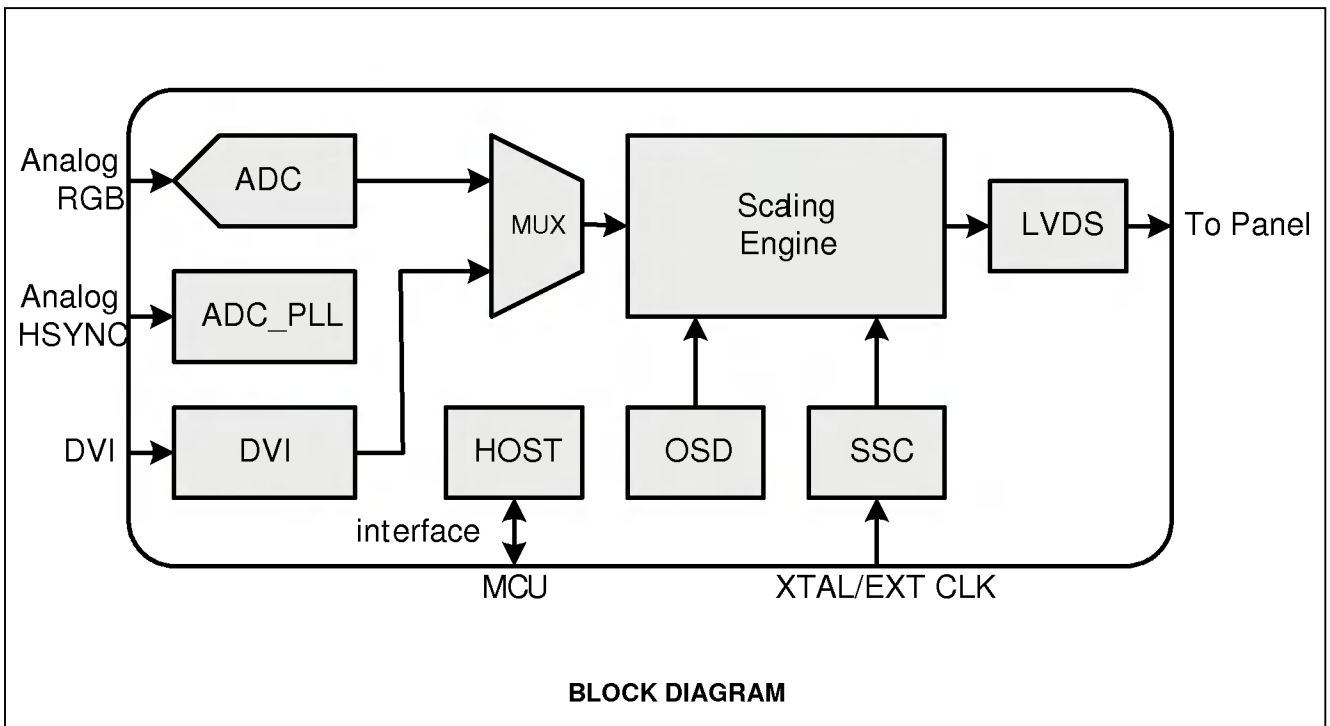 Analog
RGB
ADC
MUX
Scaling
Engine
LVDS
To Panel
Analog
HSYNC
ADC_PLL
DVI
DVI
HOST
OSD
SSC
interface
MCU
XTAL/EXT CLK
BLOCK DIAGRAM